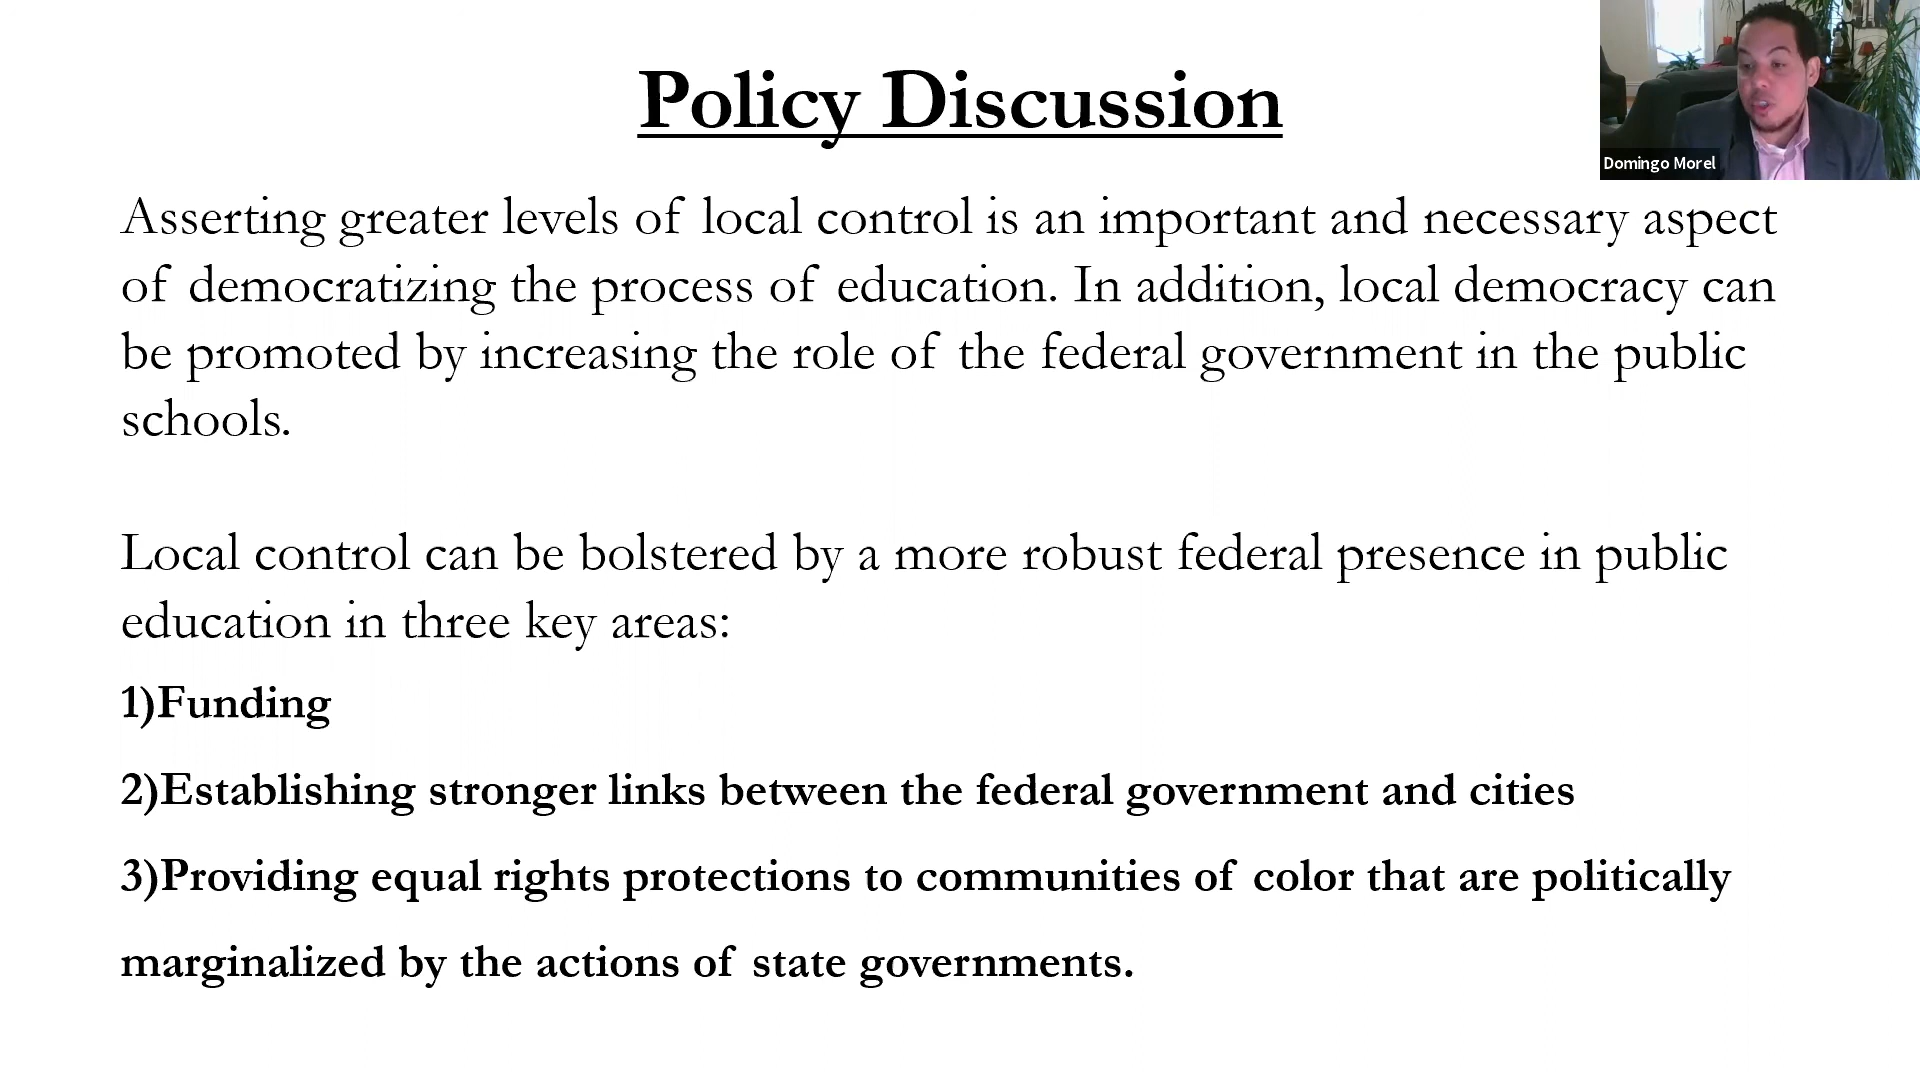 Policy Discussion
Domingo Morel
Asserting greater levels of local control is an important and necessary aspect
of democratizing the process of education. In addition, local democracy can
be promoted by increasing the role of the federal government in the public
schools.
Local control can be bolstered by a more robust federal presence in public
education in three key areas:
1)Funding
2)Establishing stronger links between the federal government and cities
3)Providing equal rights protections to communities of color that are politically
marginalized by the actions of state governments.